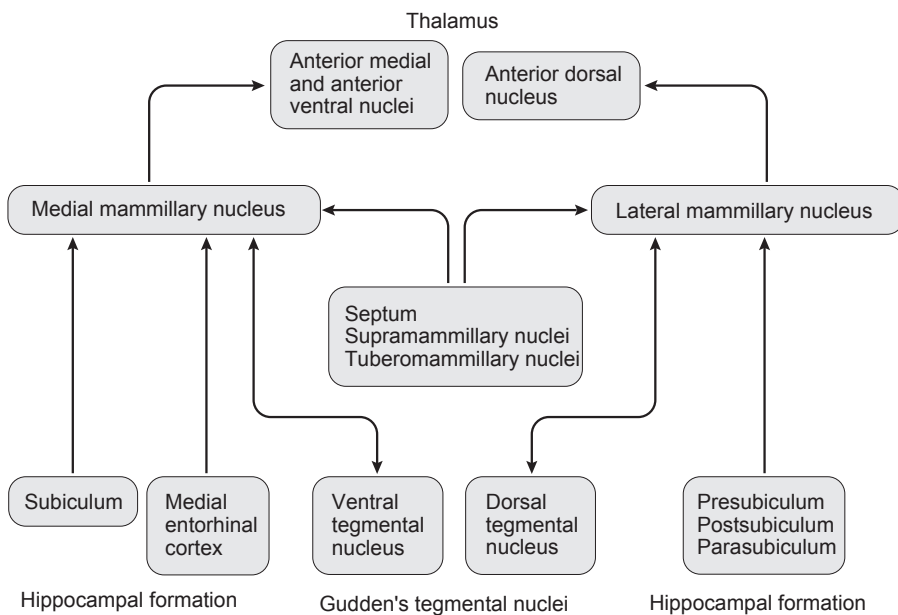 Thalamus
Anterior medial
and anterior
ventral nuclei
Anterior dorsal
nucleus
Medial mammillary nucleus
Lateral mammillary nucleus
Septum
Supramammillary nuclei
Tuberomammillary nuclei
Subiculum
Medial
entorhinal
cortex
Ventral
tegmental
nucleus
Dorsal
tegmental
nucleus
Presubiculum
Postsubiculum
Parasubiculum
Hippocampal formation
Gudden's tegmental nuclei
Hippocampal formation